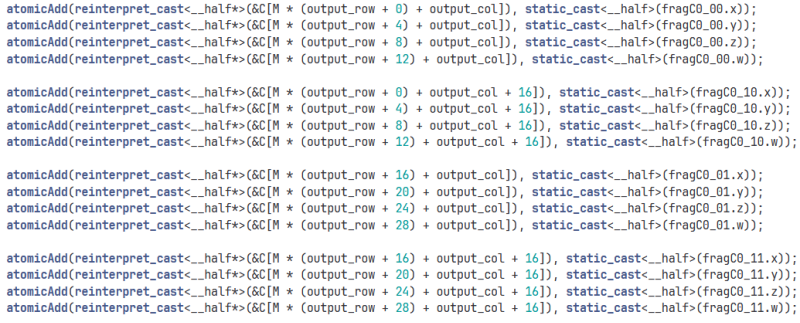 atomicAdd(reinterpret_cast<__half*>(&C[M * (output_row + 0) + output_col]), static_cast<__half>(fragC0_00.x));
atomicAdd(reinterpret_cast<__half*>(&C[M * (output_row + 4) + output_col]), static_cast<__half>(fragC0_00.y));
atomicAdd(reinterpret_cast<__half*>(&C[M * (output_row + 8) + output_col]), static_cast<__half>(fragC0_00.z));
atomicAdd(reinterpret_cast<__half*>(&C[M * (output_row + 12) + output_col]), static_cast<__half>(fragC0_00.w));

atomicAdd(reinterpret_cast<__half*>(&C[M * (output_row + 0) + output_col + 16]), static_cast<__half>(fragC0_10.x));
atomicAdd(reinterpret_cast<__half*>(&C[M * (output_row + 4) + output_col + 16]), static_cast<__half>(fragC0_10.y));
atomicAdd(reinterpret_cast<__half*>(&C[M * (output_row + 8) + output_col + 16]), static_cast<__half>(fragC0_10.z));
atomicAdd(reinterpret_cast<__half*>(&C[M * (output_row + 12) + output_col + 16]), static_cast<__half>(fragC0_10.w));

atomicAdd(reinterpret_cast<__half*>(&C[M * (output_row + 16) + output_col]), static_cast<__half>(fragC0_01.x));
atomicAdd(reinterpret_cast<__half*>(&C[M * (output_row + 20) + output_col]), static_cast<__half>(fragC0_01.y));
atomicAdd(reinterpret_cast<__half*>(&C[M * (output_row + 24) + output_col]), static_cast<__half>(fragC0_01.z));
atomicAdd(reinterpret_cast<__half*>(&C[M * (output_row + 28) + output_col]), static_cast<__half>(fragC0_01.w));

atomicAdd(reinterpret_cast<__half*>(&C[M * (output_row + 16) + output_col + 16]), static_cast<__half>(fragC0_11.x));
atomicAdd(reinterpret_cast<__half*>(&C[M * (output_row + 20) + output_col + 16]), static_cast<__half>(fragC0_11.y));
atomicAdd(reinterpret_cast<__half*>(&C[M * (output_row + 24) + output_col + 16]), static_cast<__half>(fragC0_11.z));
atomicAdd(reinterpret_cast<__half*>(&C[M * (output_row + 28) + output_col + 16]), static_cast<__half>(fragC0_11.w));